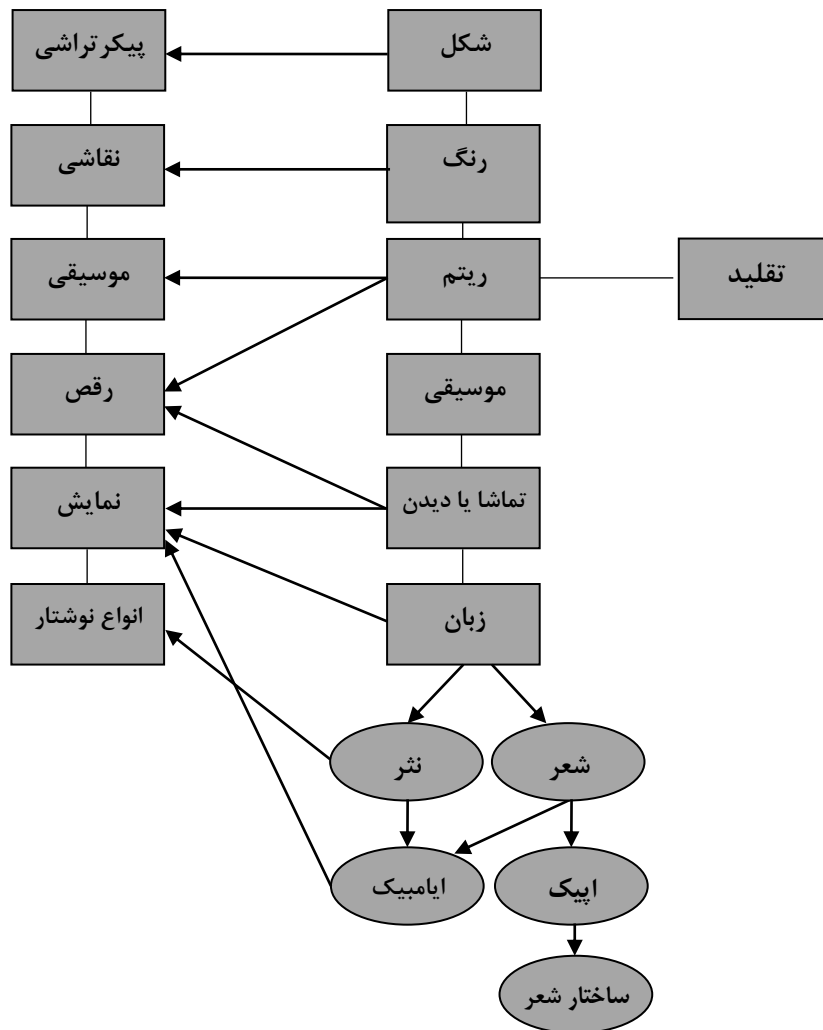 شکل
پیکرتراشی
رنگ
نقاشی
تقلید
ریتم
موسیقی
موسیقی
رقص
تماشا یا دیدن
نمایش
زبان
انواع نوشتار
شعر
نثر
اپیک
ایامبیک
ساختار شعر